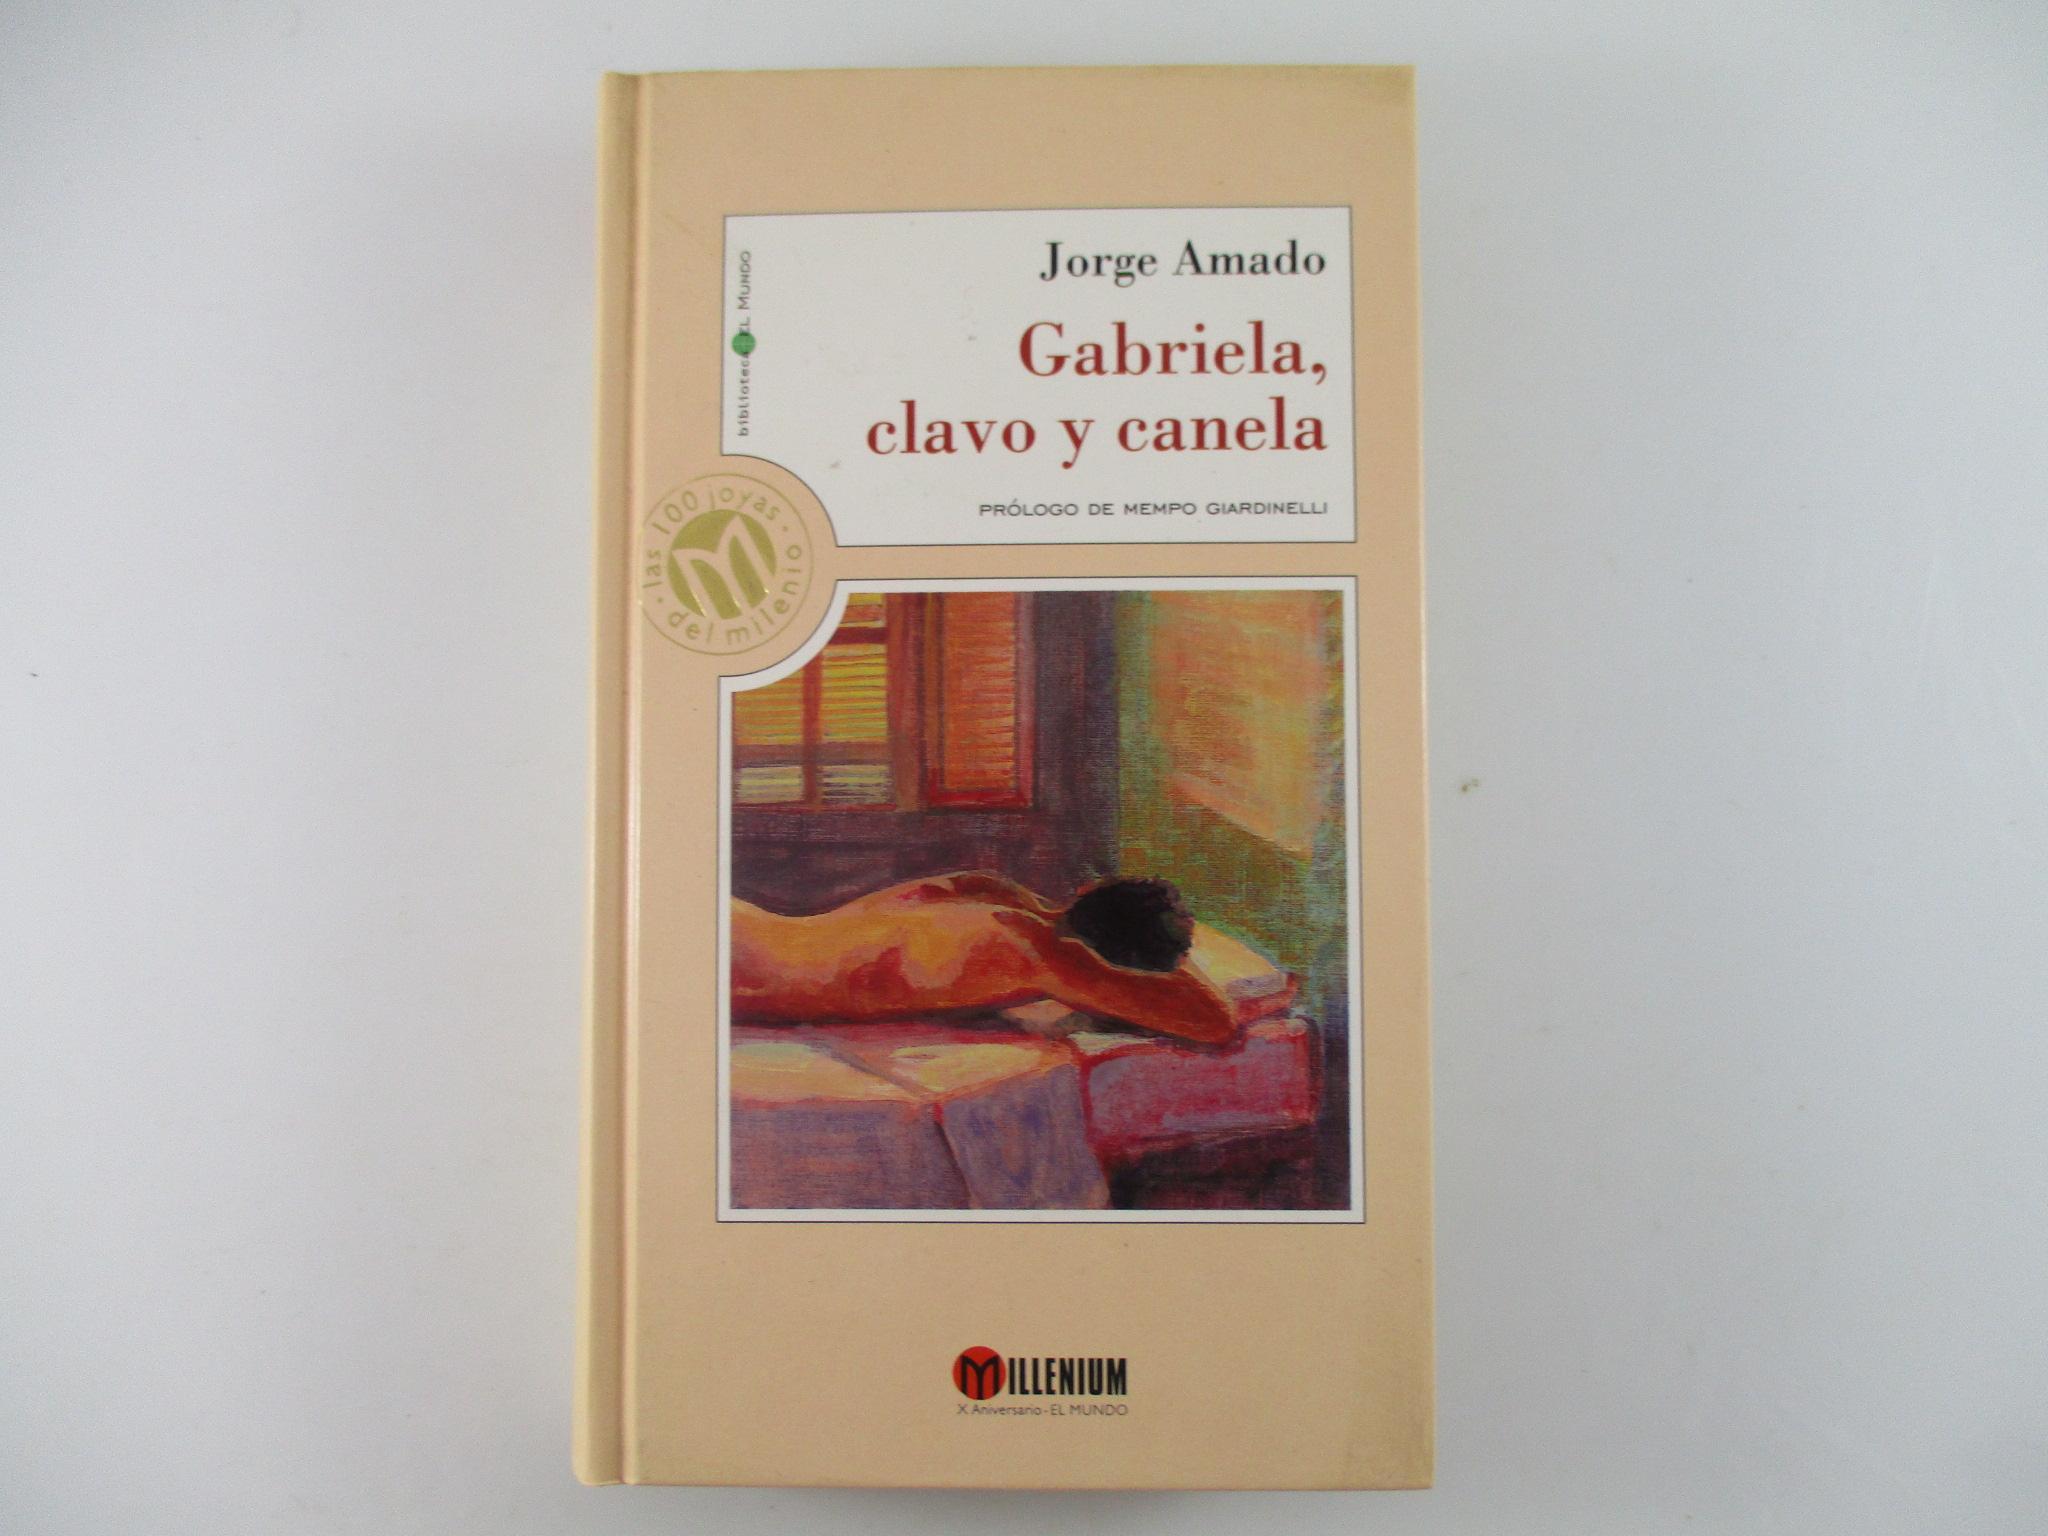 Jorge Amado
Gabriela,
clavo y canela
PRÓLOGO DE MEMPO GIARDINELLI
biblioteca EL MUNDO
· las 100 joyas ·
del milenio
M
MILLENIUM
X Aniversario - EL MUNDO